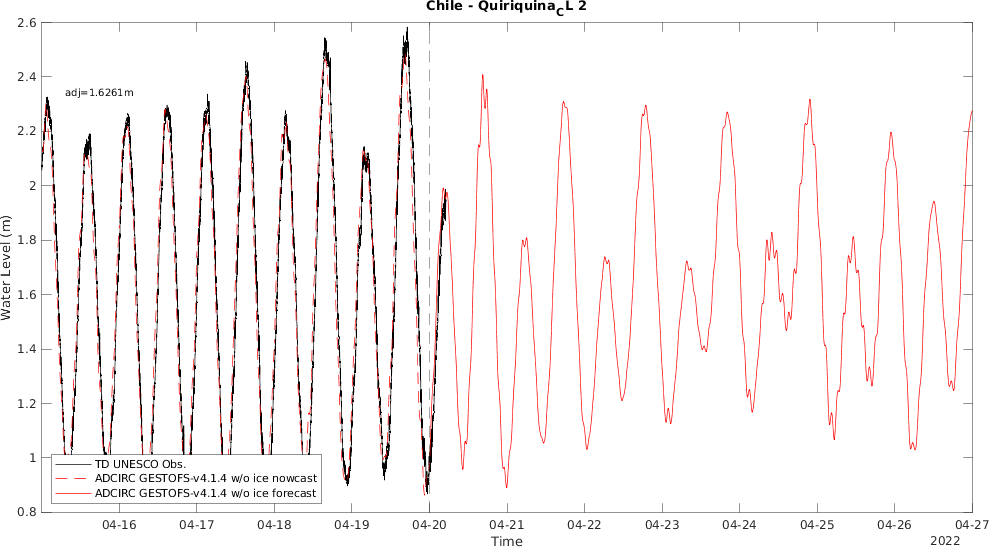 Chile - Quiriquina_CL 2
2.6
2.4
adj=1.6261m
2.2
2
1.8
Water Level (m)
1.6
1.4
1.2
1
TD UNESCO Obs.
ADCIRC GESTOFS-v4.1.4 w/o ice nowcast
ADCIRC GESTOFS-v4.1.4 w/o ice forecast
0.8
04-16 04-17 04-18 04-19 04-20 04-21 04-22 04-23 04-24 04-25 04-26 04-27
Time
2022